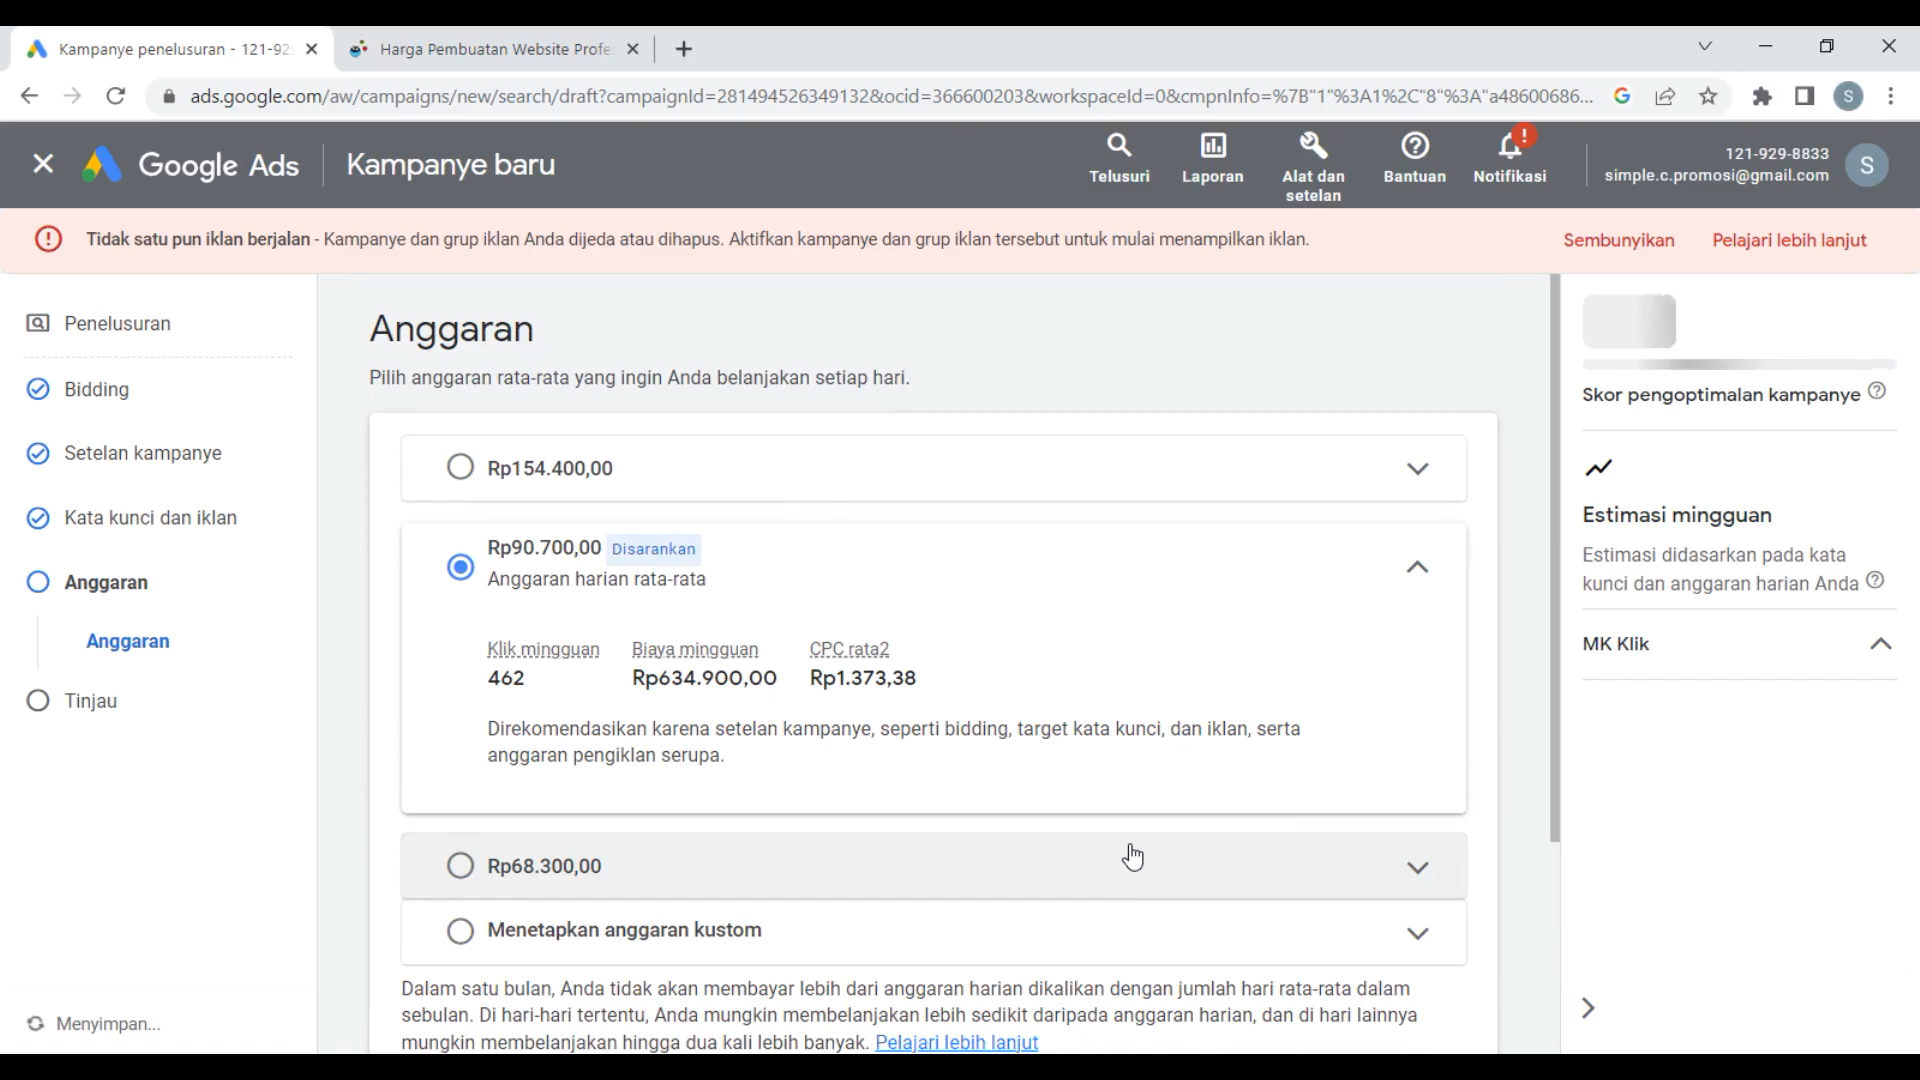 Kampanye penelusuran - 121-92
Harga Pembuatan Website Profe
ads.google.com/aw/campaigns/new/search/draft?campaignId=281494526349132&ocid=366600203&workspaceId=0&cmpnInfo=%7B"1"%3A1%2C"8"%3A"a48600686...
S
Google Ads
Kampanye baru
Telusuri
Laporan
Alat dan
setelan
Bantuan
Notifikasi
121-929-8833
simple.c.promosi@gmail.com
S
Tidak satu pun iklan berjalan - Kampanye dan grup iklan Anda dijeda atau dihapus. Aktifkan kampanye dan grup iklan tersebut untuk mulai menampilkan iklan.
Sembunyikan
Pelajari lebih lanjut
Penelusuran
Bidding
Setelan kampanye
Kata kunci dan iklan
Anggaran
Anggaran
Tinjau
Menyimpan...
Anggaran
Pilih anggaran rata-rata yang ingin Anda belanjakan setiap hari.
Rp154.400,00
Rp90.700,00 Disarankan
Anggaran harian rata-rata
Klik mingguan Biaya mingguan CPC rata2
462 Rp634.900,00 Rp1.373,38
Direkomendasikan karena setelan kampanye, seperti bidding, target kata kunci, dan iklan, serta
anggaran pengiklan serupa.
Rp68.300,00
Menetapkan anggaran kustom
Dalam satu bulan, Anda tidak akan membayar lebih dari anggaran harian dikalikan dengan jumlah hari rata-rata dalam
sebulan. Di hari-hari tertentu, Anda mungkin membelanjakan lebih sedikit daripada anggaran harian, dan di hari lainnya
mungkin membelanjakan hingga dua kali lebih banyak. Pelajari lebih lanjut
Skor pengoptimalan kampanye
Estimasi mingguan
Estimasi didasarkan pada kata
kunci dan anggaran harian Anda
MK Klik